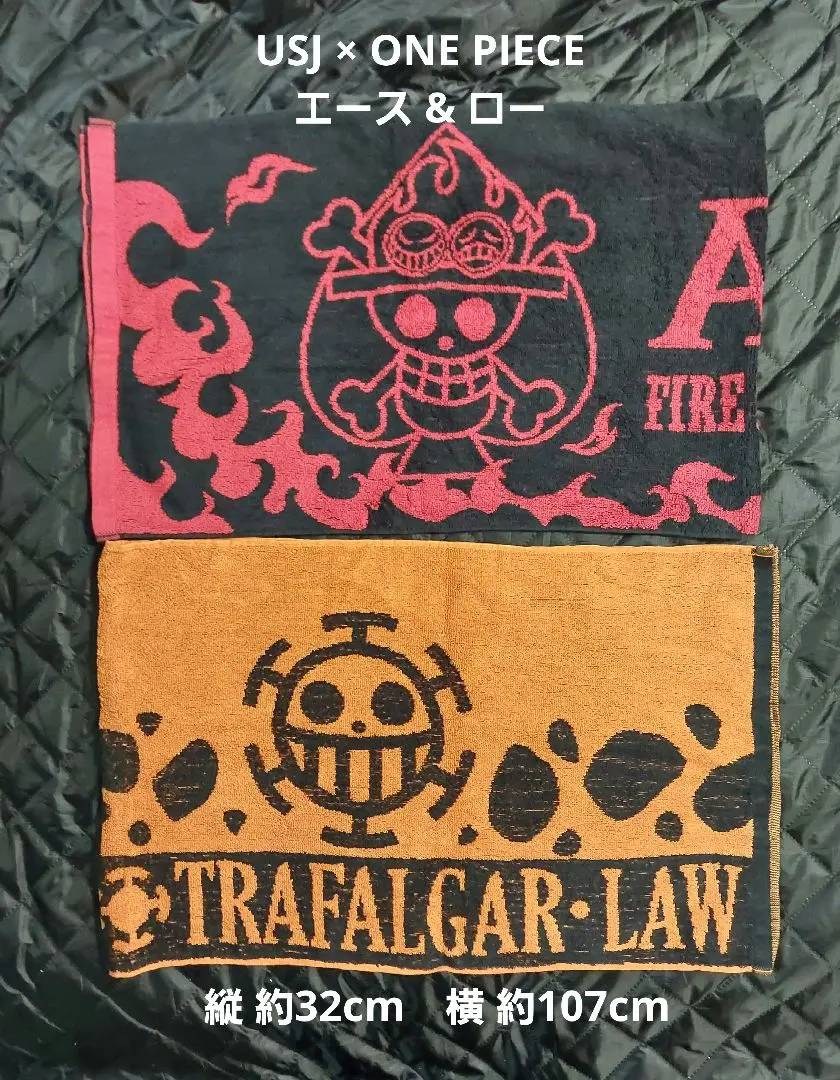 USJ × ONE PIECE
エース & ロー
A
FIRE
TRAFALGAR・LAW
縦 約32cm 横 約107cm